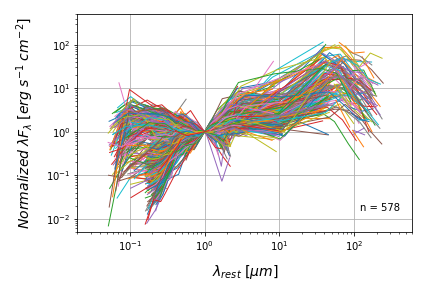 Normalized λF_λ [erg s⁻¹ cm⁻²]
10²
10¹
10⁰
10⁻¹
10⁻²
n = 578
10⁻¹ 10⁰ 10¹ 10²
λ_rest [μm]